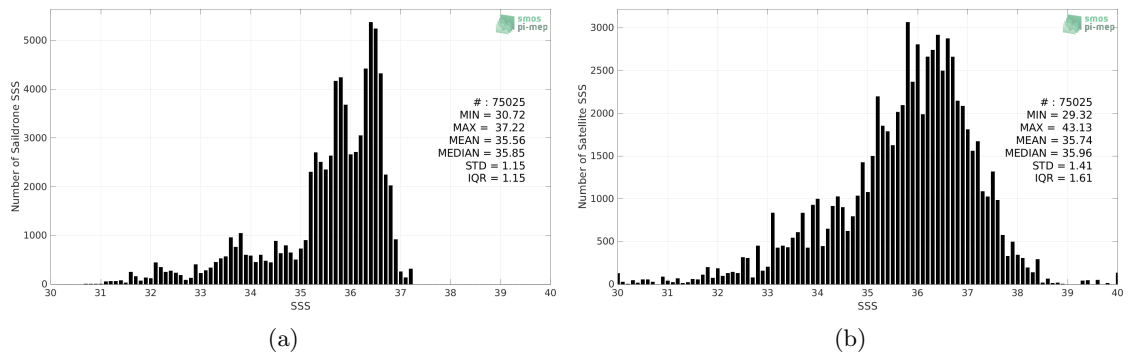 smos
pi-mep
Number of Saildrone SSS
5000
4000
3000
2000
1000
0
# : 75025
MIN = 30.72
MAX = 37.22
MEAN = 35.56
MEDIAN = 35.85
STD = 1.15
IQR = 1.15
30 31 32 33 34 35 36 37 38 39 40
SSS
(a)
smos
pi-mep
Number of Satellite SSS
3000
2500
2000
1500
1000
500
0
# : 75025
MIN = 29.32
MAX = 43.13
MEAN = 35.74
MEDIAN = 35.96
STD = 1.41
IQR = 1.61
30 31 32 33 34 35 36 37 38 39 40
SSS
(b)